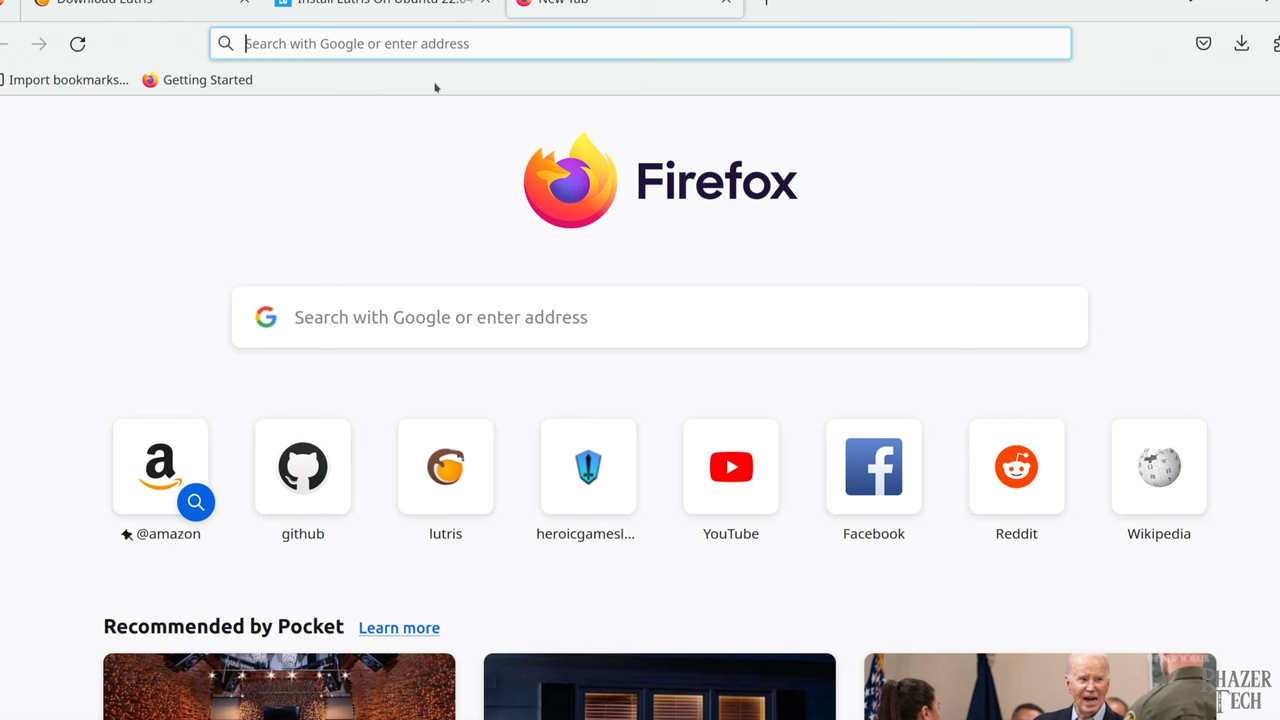 Download Lutris
Install Lutris On Ubuntu 22.04
New Tab
Search with Google or enter address
Import bookmarks...
Getting Started
Firefox
Search with Google or enter address
@amazon
github
lutris
heroicgamesl...
YouTube
Facebook
Reddit
Wikipedia
Recommended by Pocket
Learn more
PHAZER
TECH